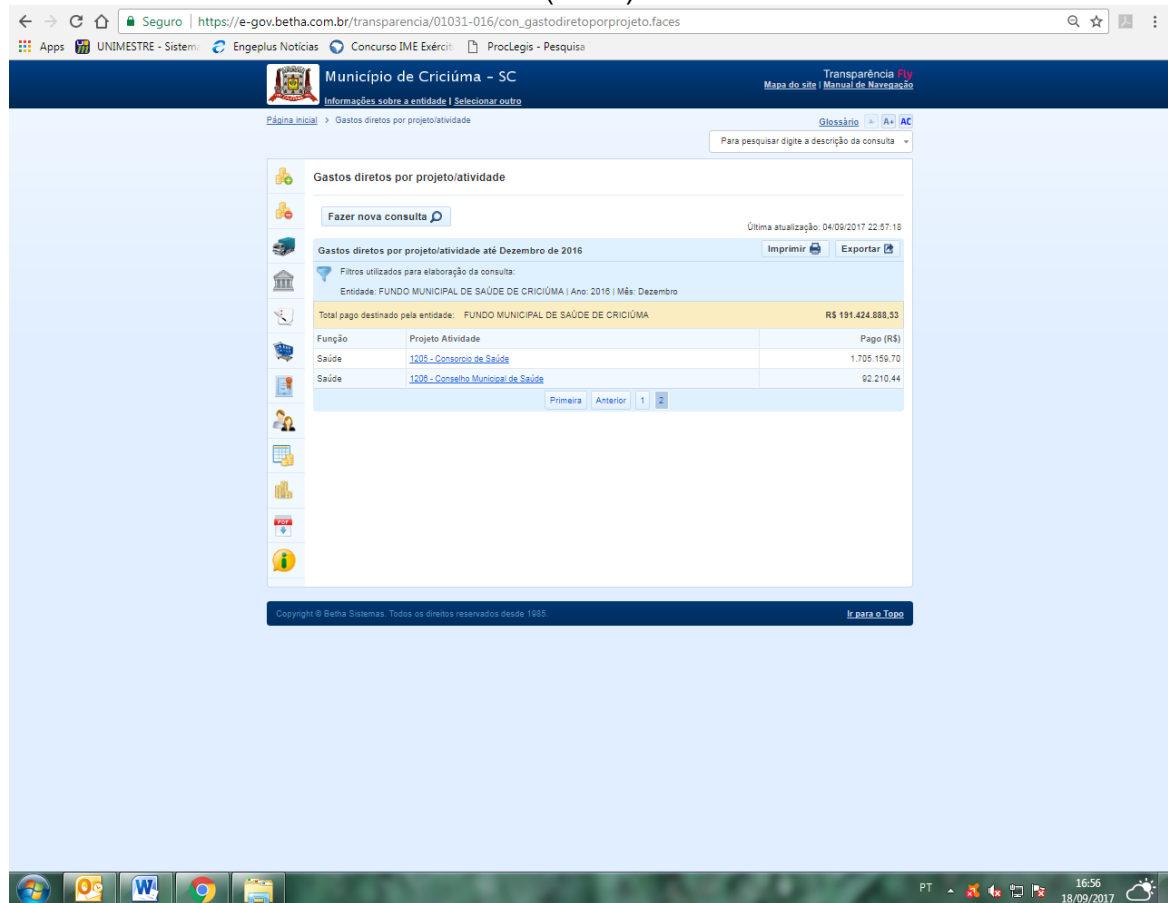 Seguro | https://e-gov.betha.com.br/transparencia/01031-016/con_gastodiretoporprojeto.faces
Apps UNIMESTRE - Sistema Engeplus Notícias Concurso IME Exércit ProcLegis - Pesquisa
Município de Criciúma - SC
Transparência Fly
Mapa do site | Manual de Navegação
Informações sobre a entidade | Selecionar outro
Página inicial > Gastos diretos por projeto/atividade
Glossário A- A+ AC
Para pesquisar digite a descrição da consulta
Gastos diretos por projeto/atividade
Fazer nova consulta
Última atualização: 04/09/2017 22:57:18
Gastos diretos por projeto/atividade até Dezembro de 2016 Imprimir Exportar
Filtros utilizados para elaboração da consulta:
Entidade: FUNDO MUNICIPAL DE SAÚDE DE CRICIÚMA | Ano: 2016 | Mês: Dezembro
Total pago destinado pela entidade: FUNDO MUNICIPAL DE SAÚDE DE CRICIÚMA R$ 191.424.888,53
Função Projeto Atividade Pago (R$)
Saúde 1205 - Consorcio de Saúde 1.705.159,70
Saúde 1206 - Conselho Municipal de Saúde 92.210,44
Primeira Anterior 1 2
PDF
Copyright © Betha Sistemas. Todos os direitos reservados desde 1985. Ir para o Topo
PT 16:56
18/09/2017